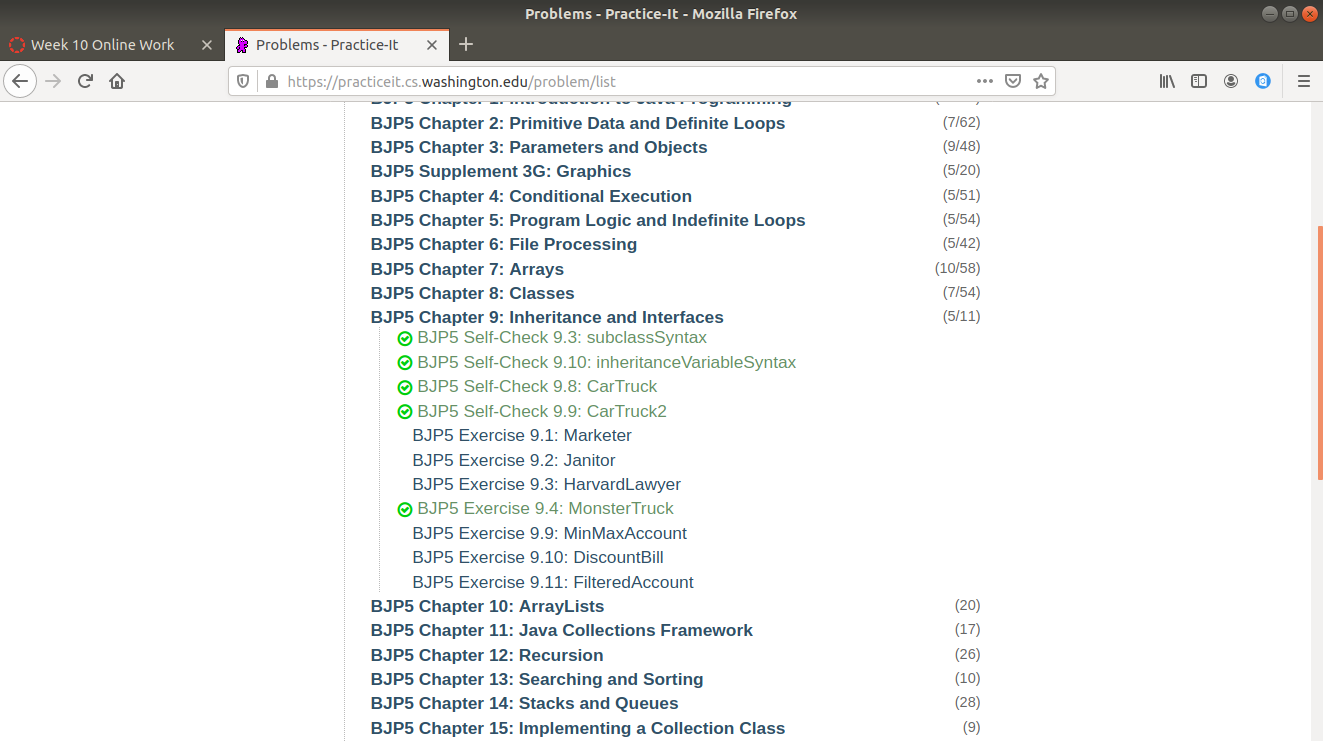 Problems - Practice-It - Mozilla Firefox
Week 10 Online Work
Problems - Practice-It
https://practiceit.cs.washington.edu/problem/list
BJP5 Chapter 1: Introduction to Java Programming
BJP5 Chapter 2: Primitive Data and Definite Loops (7/62)
BJP5 Chapter 3: Parameters and Objects (9/48)
BJP5 Supplement 3G: Graphics (5/20)
BJP5 Chapter 4: Conditional Execution (5/51)
BJP5 Chapter 5: Program Logic and Indefinite Loops (5/54)
BJP5 Chapter 6: File Processing (5/42)
BJP5 Chapter 7: Arrays (10/58)
BJP5 Chapter 8: Classes (7/54)
BJP5 Chapter 9: Inheritance and Interfaces (5/11)
BJP5 Self-Check 9.3: subclassSyntax
BJP5 Self-Check 9.10: inheritanceVariableSyntax
BJP5 Self-Check 9.8: CarTruck
BJP5 Self-Check 9.9: CarTruck2
BJP5 Exercise 9.1: Marketer
BJP5 Exercise 9.2: Janitor
BJP5 Exercise 9.3: HarvardLawyer
BJP5 Exercise 9.4: MonsterTruck
BJP5 Exercise 9.9: MinMaxAccount
BJP5 Exercise 9.10: DiscountBill
BJP5 Exercise 9.11: FilteredAccount
BJP5 Chapter 10: ArrayLists (20)
BJP5 Chapter 11: Java Collections Framework (17)
BJP5 Chapter 12: Recursion (26)
BJP5 Chapter 13: Searching and Sorting (10)
BJP5 Chapter 14: Stacks and Queues (28)
BJP5 Chapter 15: Implementing a Collection Class (9)